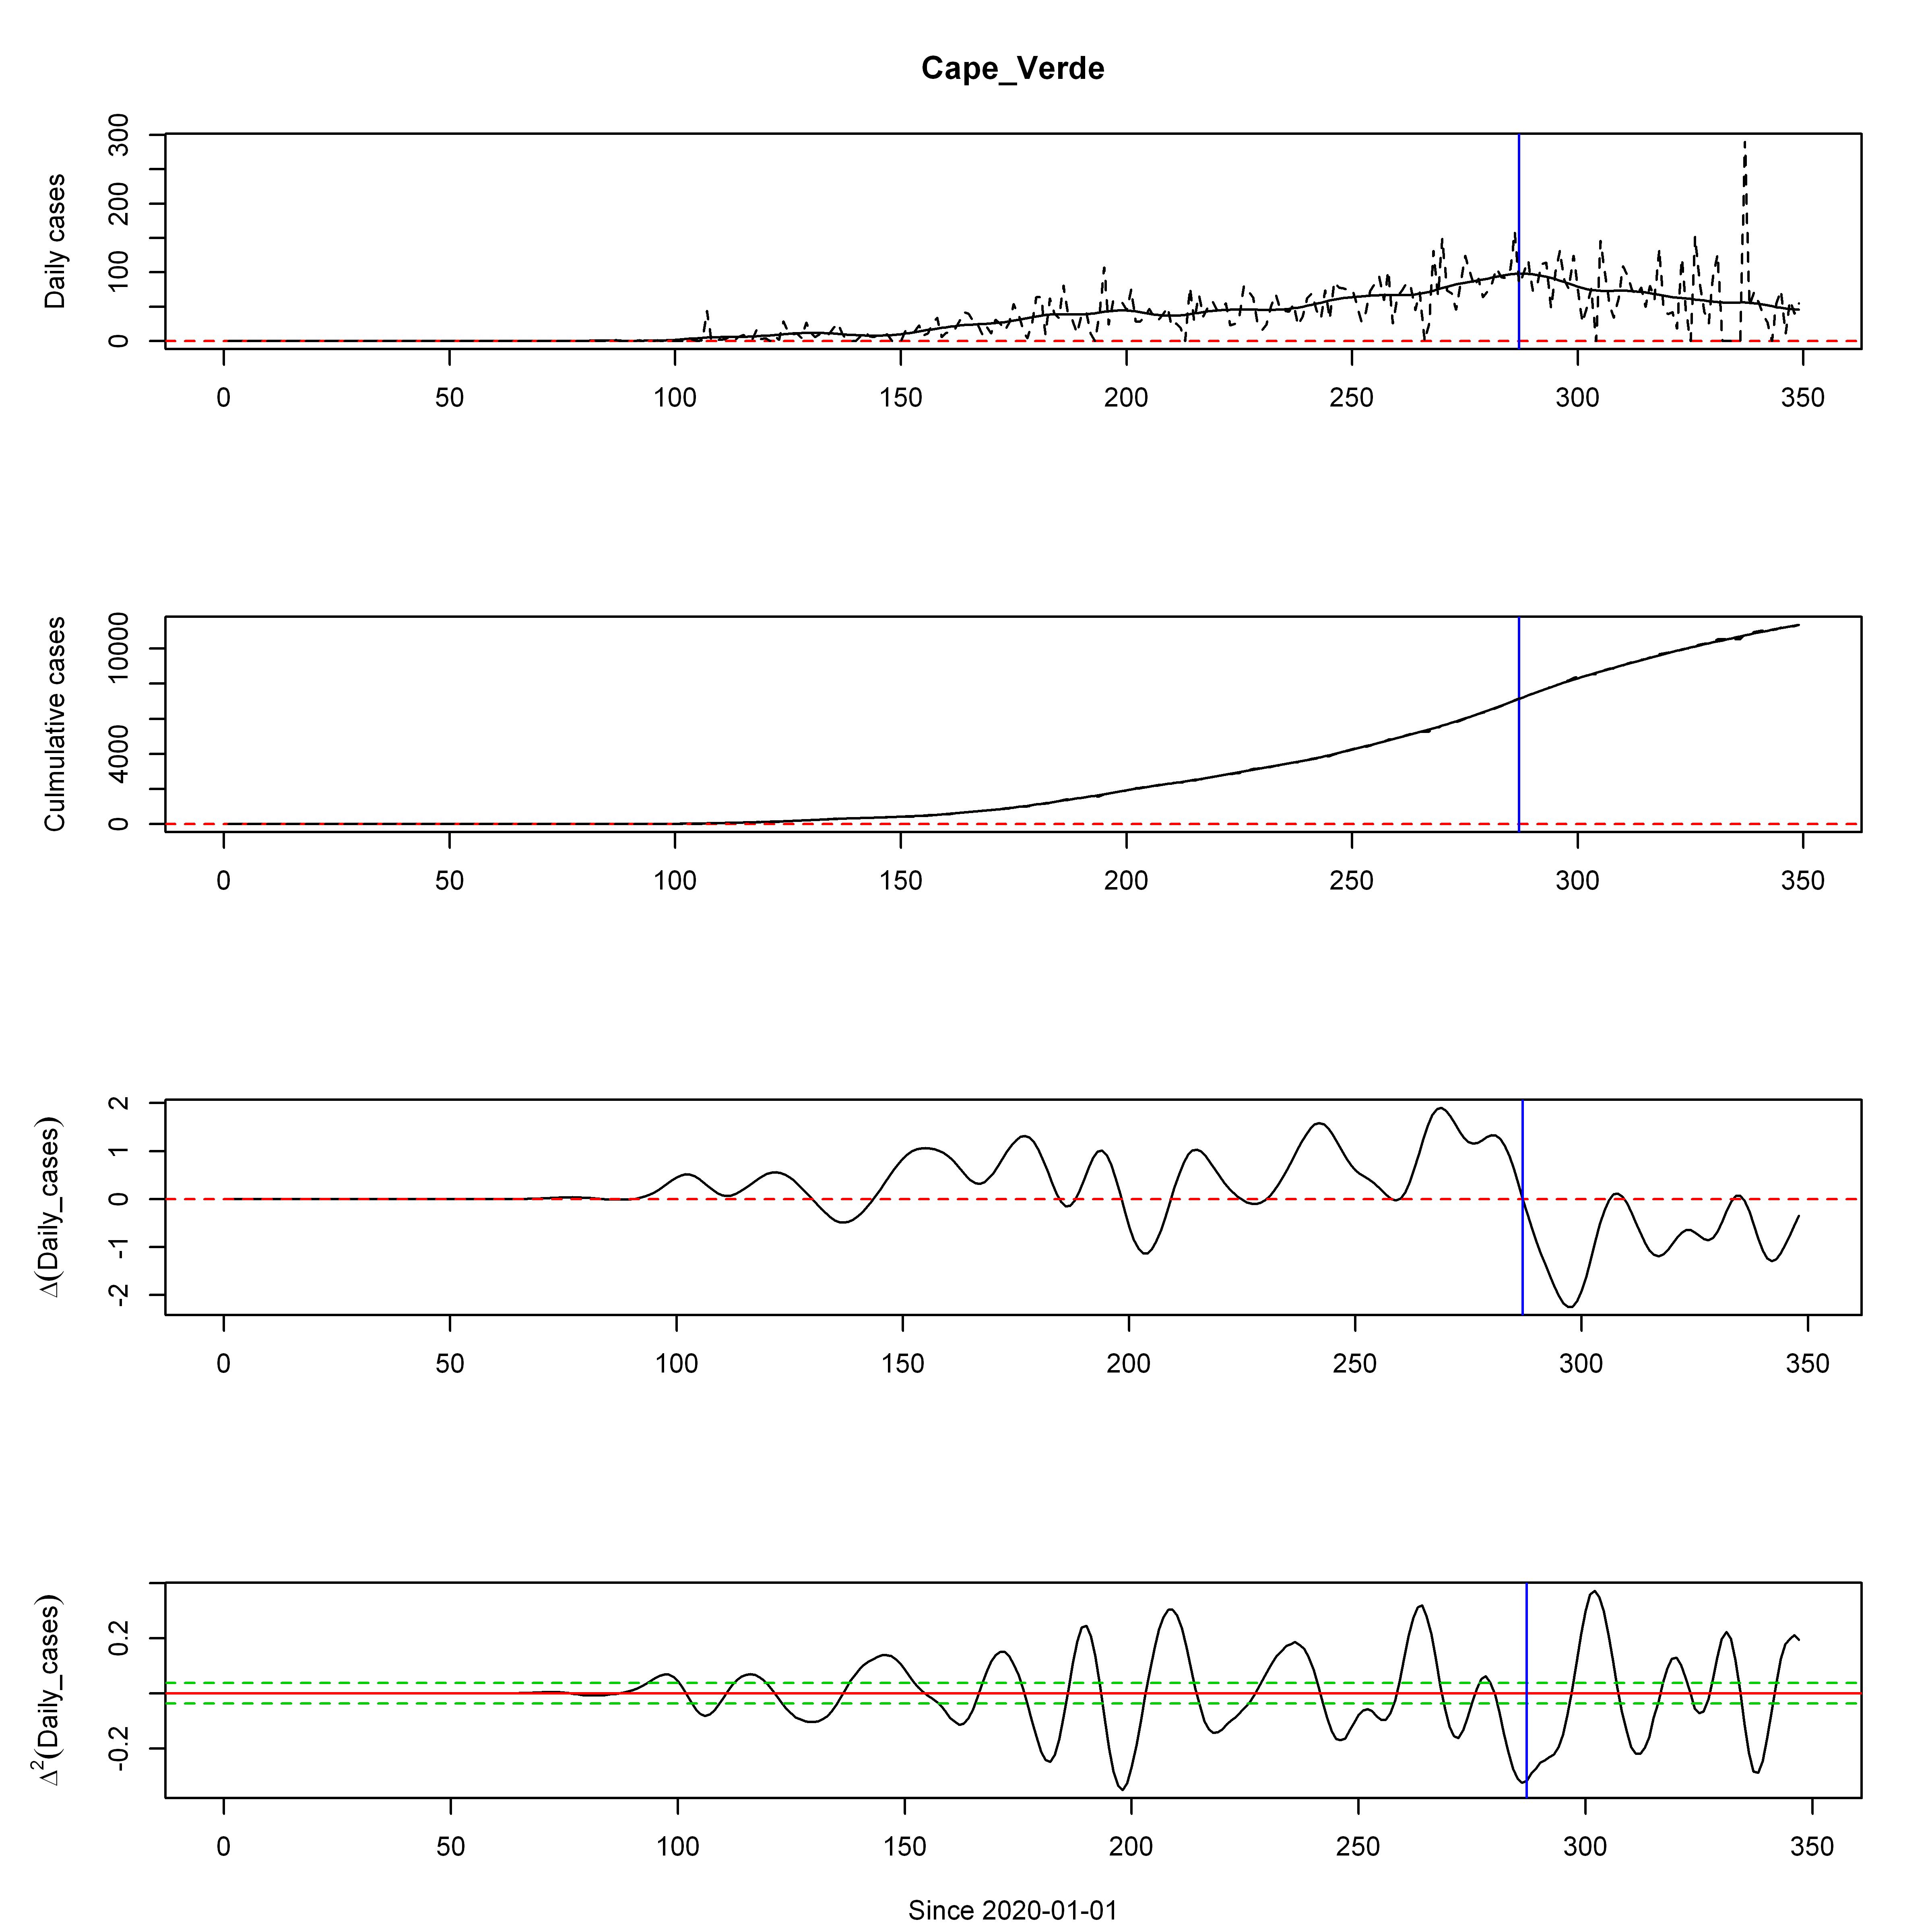 Cape_Verde
Daily cases
0 100 200 300
0 50 100 150 200 250 300 350
Culmulative cases
0 4000 10000
0 50 100 150 200 250 300 350
Δ(Daily_cases)
-2 -1 0 1 2
0 50 100 150 200 250 300 350
Δ²(Daily_cases)
-0.2 0.2
0 50 100 150 200 250 300 350
Since 2020-01-01